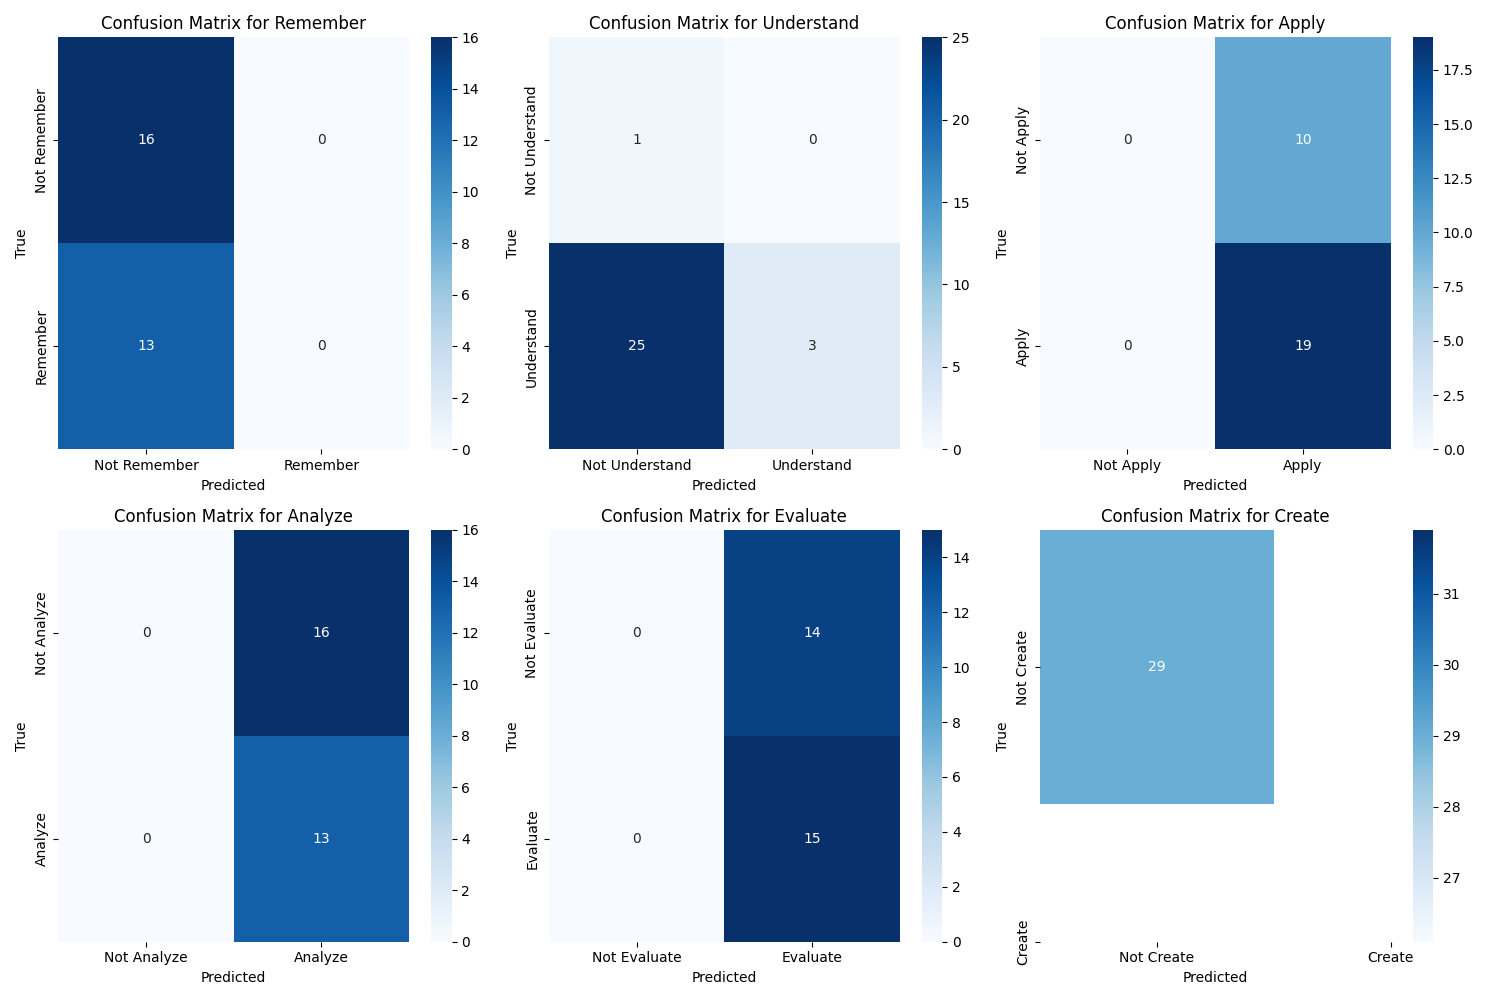 Confusion Matrix for Remember
Not Remember
Remember
True
16
0
13
0
Not Remember
Remember
Predicted
16
14
12
10
8
6
4
2
0
Confusion Matrix for Understand
Not Understand
Understand
True
1
0
25
3
Not Understand
Understand
Predicted
25
20
15
10
5
0
Confusion Matrix for Apply
Not Apply
Apply
True
0
10
0
19
Not Apply
Apply
Predicted
17.5
15.0
12.5
10.0
7.5
5.0
2.5
0.0
Confusion Matrix for Analyze
Not Analyze
Analyze
True
0
16
0
13
Not Analyze
Analyze
Predicted
16
14
12
10
8
6
4
2
0
Confusion Matrix for Evaluate
Not Evaluate
Evaluate
True
0
14
0
15
Not Evaluate
Evaluate
Predicted
14
12
10
8
6
4
2
0
Confusion Matrix for Create
Not Create
Create
True
29
Not Create
Create
Predicted
31
30
29
28
27